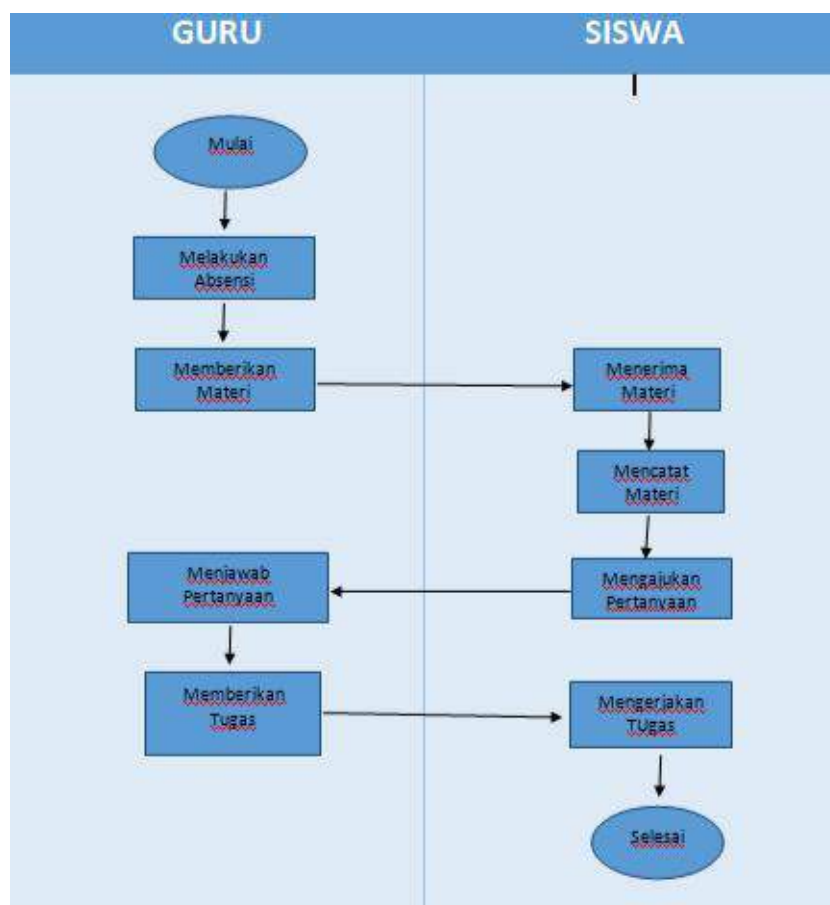 GURU
SISWA
Mulai
Melakukan
Absensi
Memberikan
Materi
Menerima
Materi
Mencatat
Materi
Mengajukan
Pertanyaan
Menjawab
Pertanyaan
Memberikan
Tugas
Mengerjakan
TUgas
Selesai